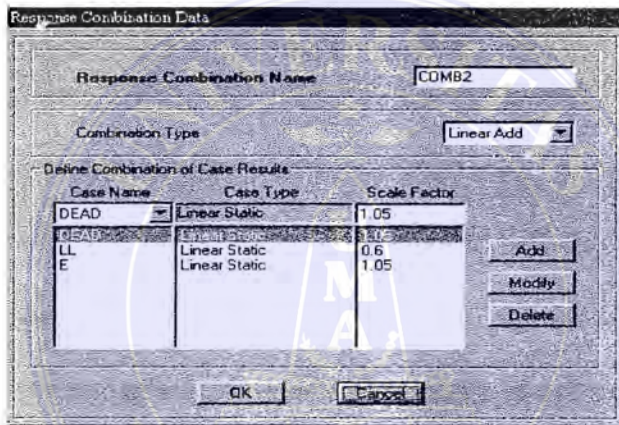 Response Combination Data
Response Combination Name COMB2
Combination Type Linear Add
Define Combination of Case Results
Case Name Case Type Scale Factor
DEAD Linear Static 1.05
DEAD Linear Static 1.05
LL Linear Static 0.6
E Linear Static 1.05
Add
Modify
Delete
OK Cancel